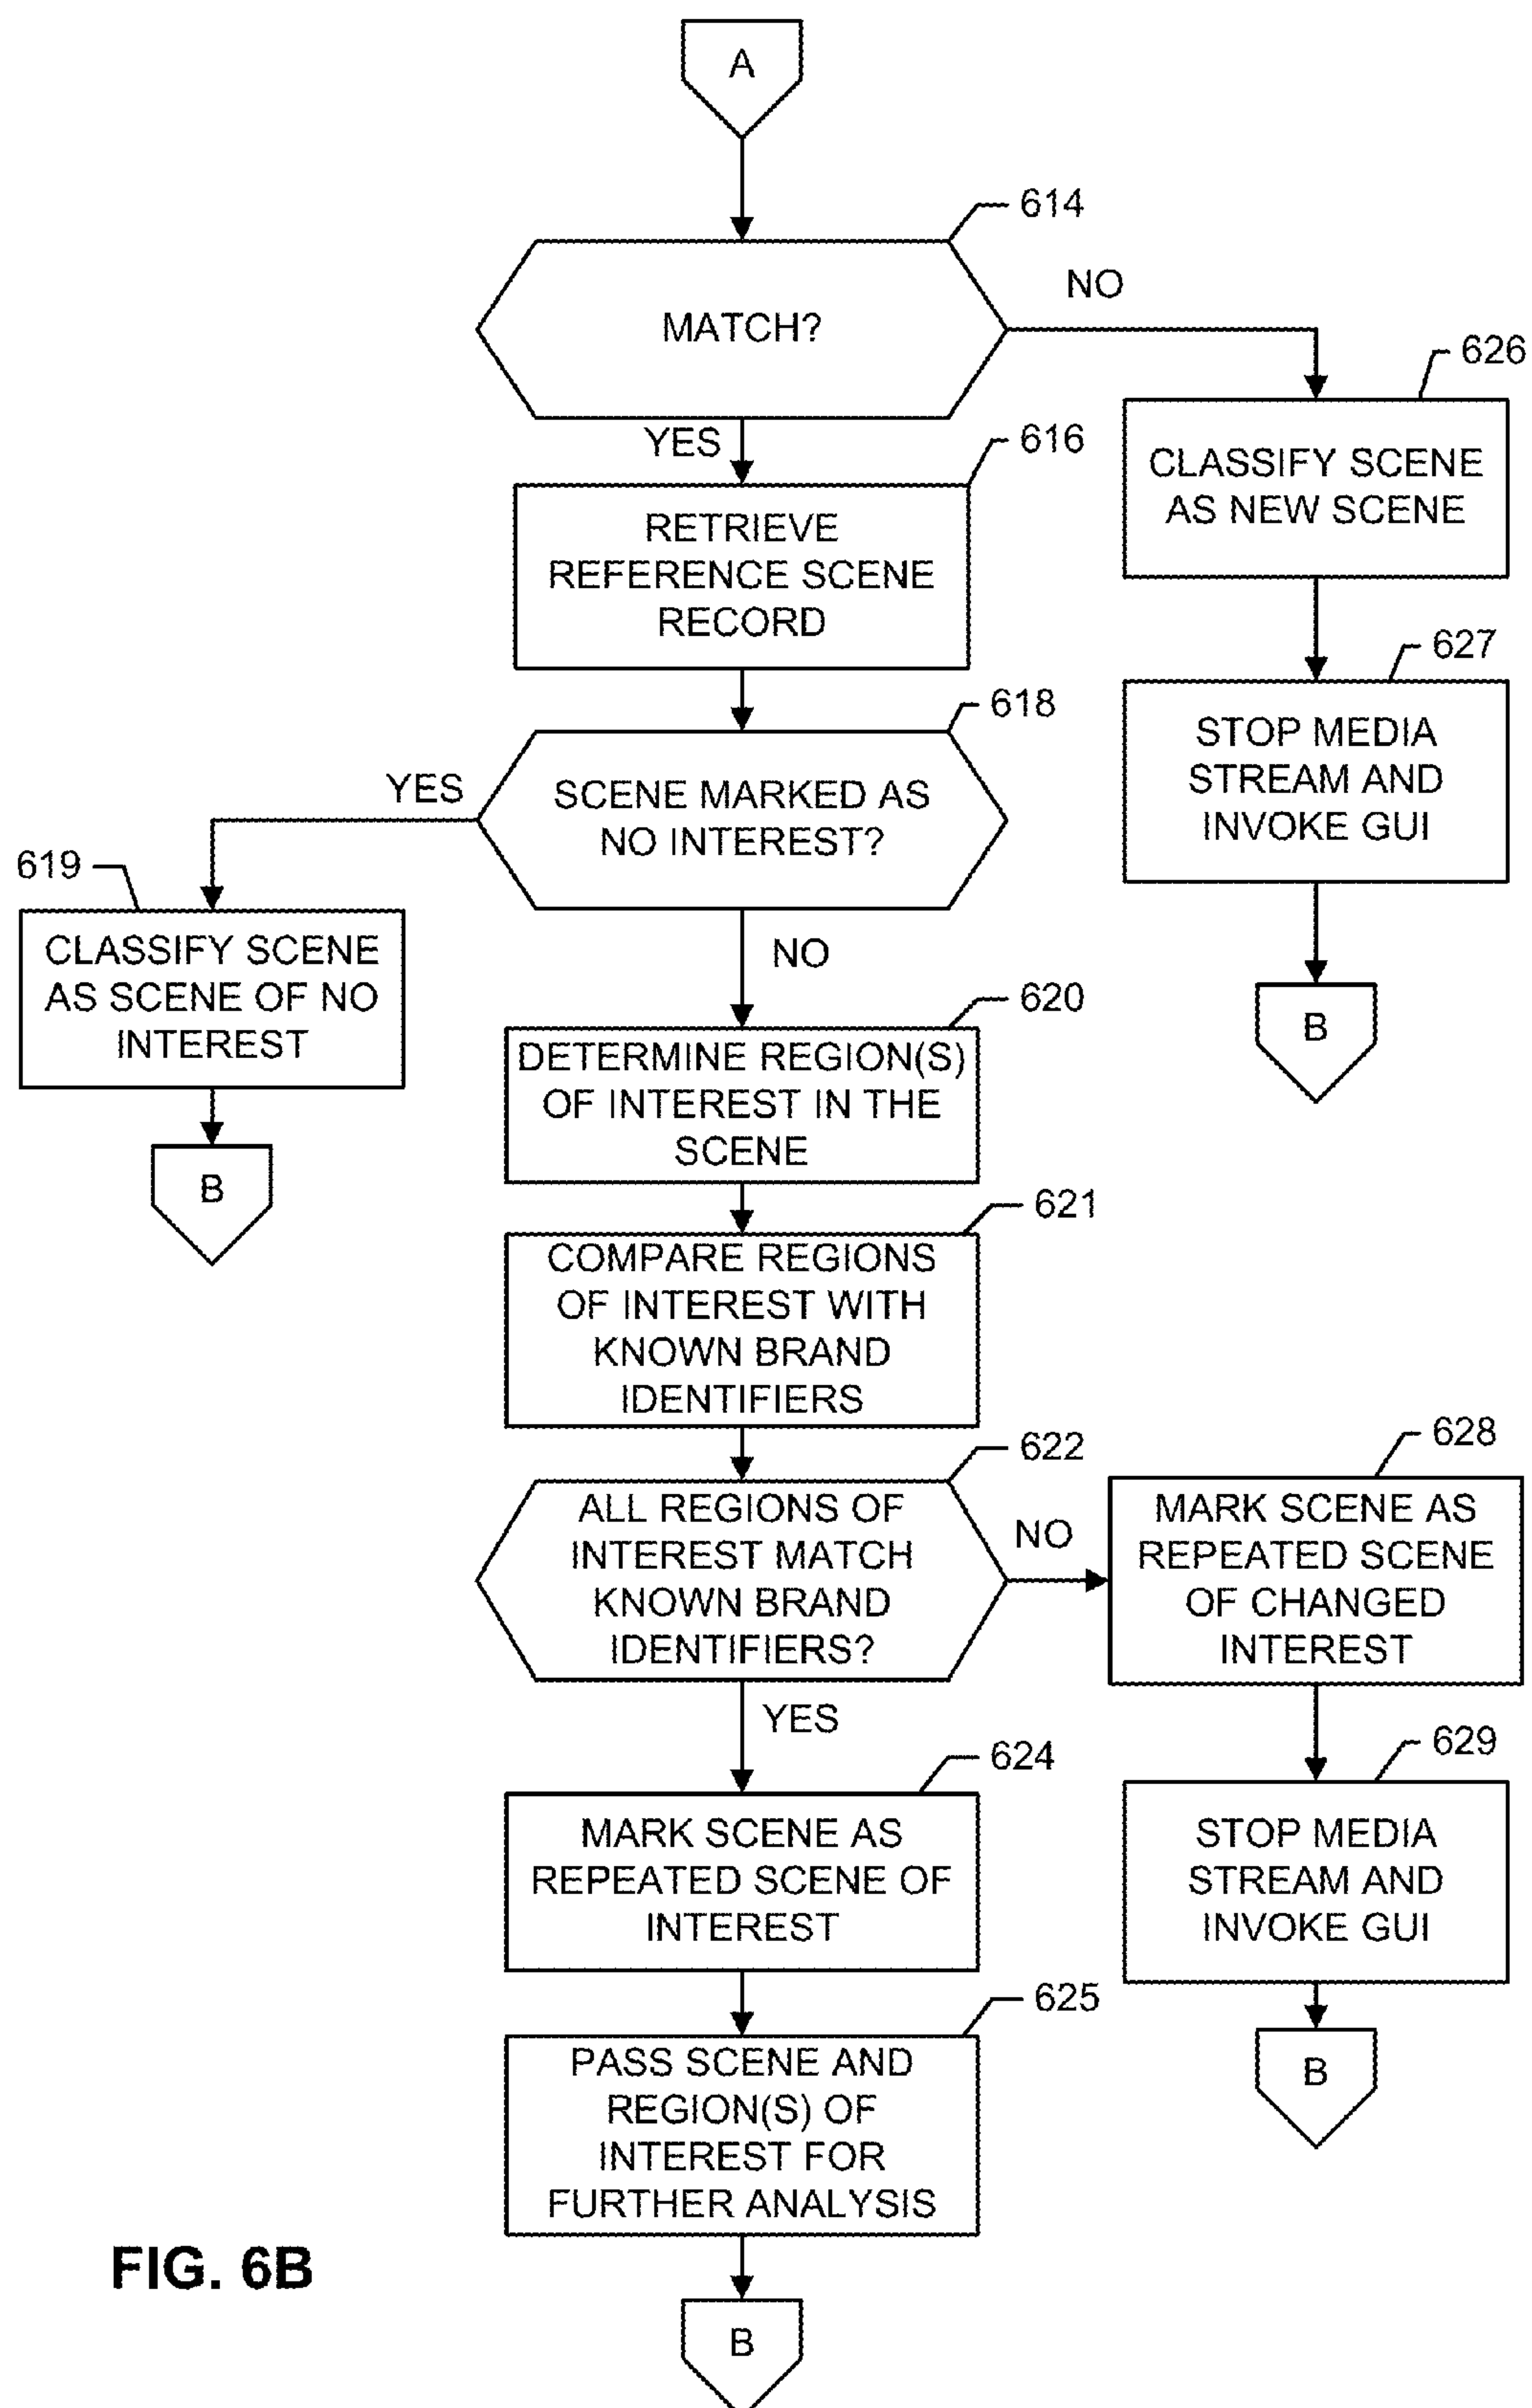 A
614
MATCH?
NO
626
CLASSIFY SCENE
AS NEW SCENE
YES
616
RETRIEVE
REFERENCE SCENE
RECORD
627
STOP MEDIA
STREAM AND
INVOKE GUI
B
618
SCENE MARKED AS
NO INTEREST?
YES
619
CLASSIFY SCENE
AS SCENE OF NO
INTEREST
B
NO
620
DETERMINE REGION(S)
OF INTEREST IN THE
SCENE
621
COMPARE REGIONS
OF INTEREST WITH
KNOWN BRAND
IDENTIFIERS
622
ALL REGIONS OF
INTEREST MATCH
KNOWN BRAND
IDENTIFIERS?
NO
628
MARK SCENE AS
REPEATED SCENE
OF CHANGED
INTEREST
YES
624
MARK SCENE AS
REPEATED SCENE OF
INTEREST
629
STOP MEDIA
STREAM AND
INVOKE GUI
B
625
PASS SCENE AND
REGION(S) OF
INTEREST FOR
FURTHER ANALYSIS
B
FIG. 6B